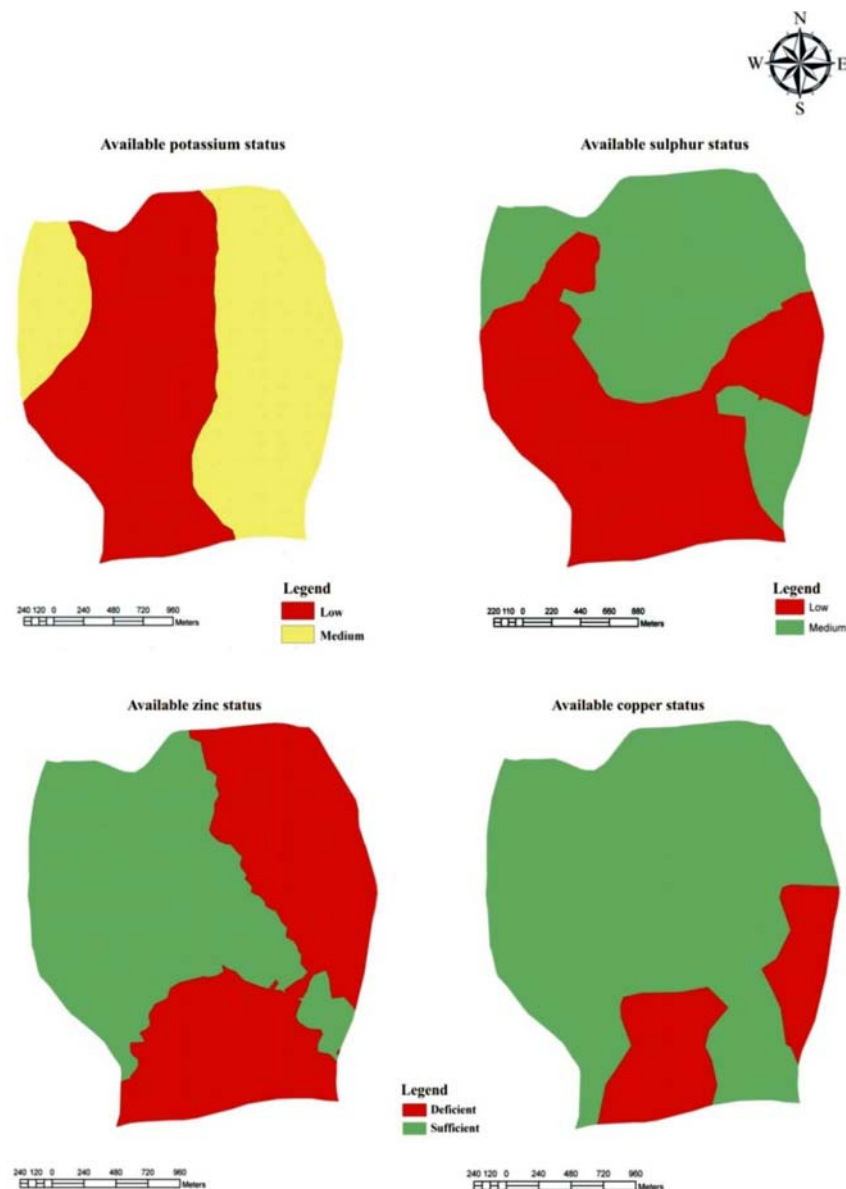 N
W E
S
Available potassium status
Available sulphur status
Legend
Low
Medium
240 120 0 240 480 720 960
Meters
Legend
Low
Medium
220 110 0 220 440 660 880
Meters
Available zinc status
Available copper status
Legend
Deficient
Sufficient
240 120 0 240 480 720 960
Meters
240 120 0 240 480 720 960
Meters